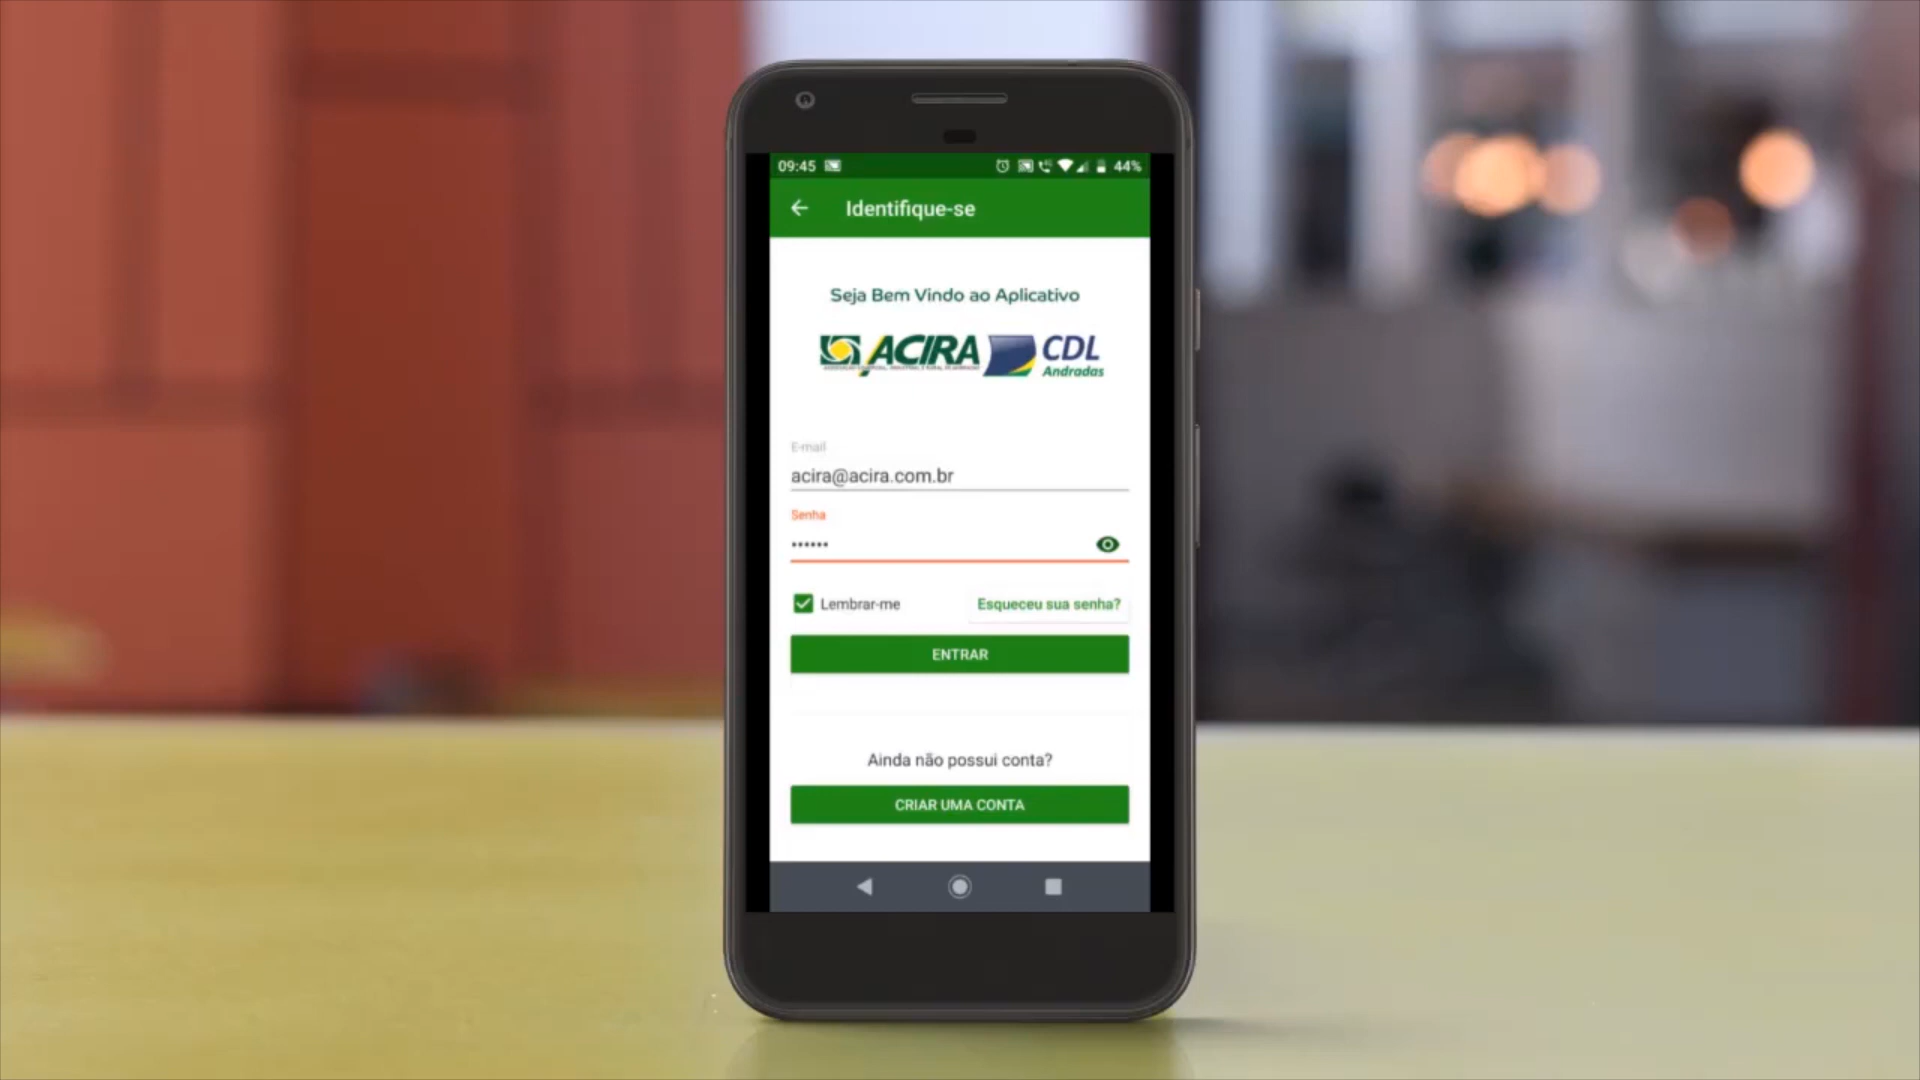 09:45 44%
Identifique-se
Seja Bem Vindo ao Aplicativo
ACIRA CDL
Andradas
E-mail
acira@acira.com.br
Senha
••••••
Lembrar-me Esqueceu sua senha?
ENTRAR
Ainda não possui conta?
CRIAR UMA CONTA